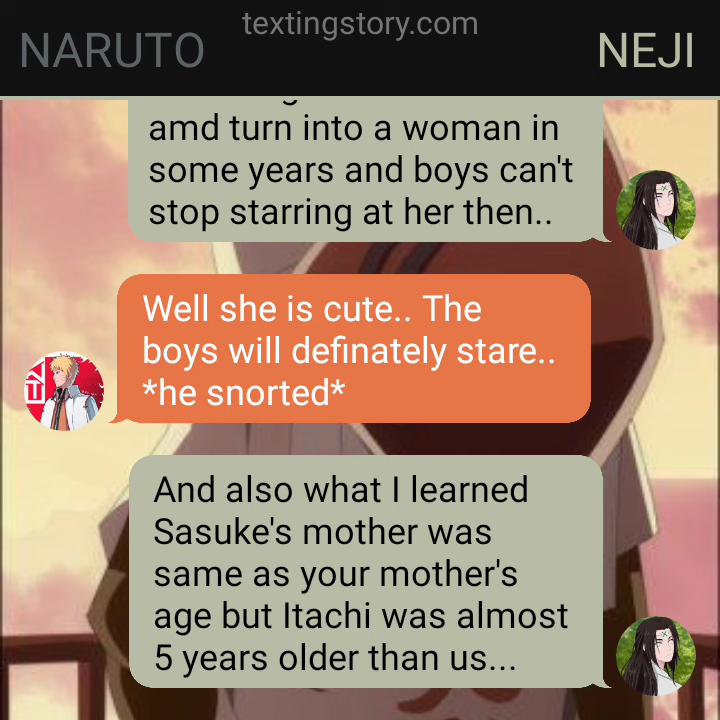 textingstory.com
NARUTO
NEJI
amd turn into a woman in
some years and boys can't
stop starring at her then..
Well she is cute.. The
boys will definately stare..
*he snorted*
And also what I learned
Sasuke's mother was
same as your mother's
age but Itachi was almost
5 years older than us...